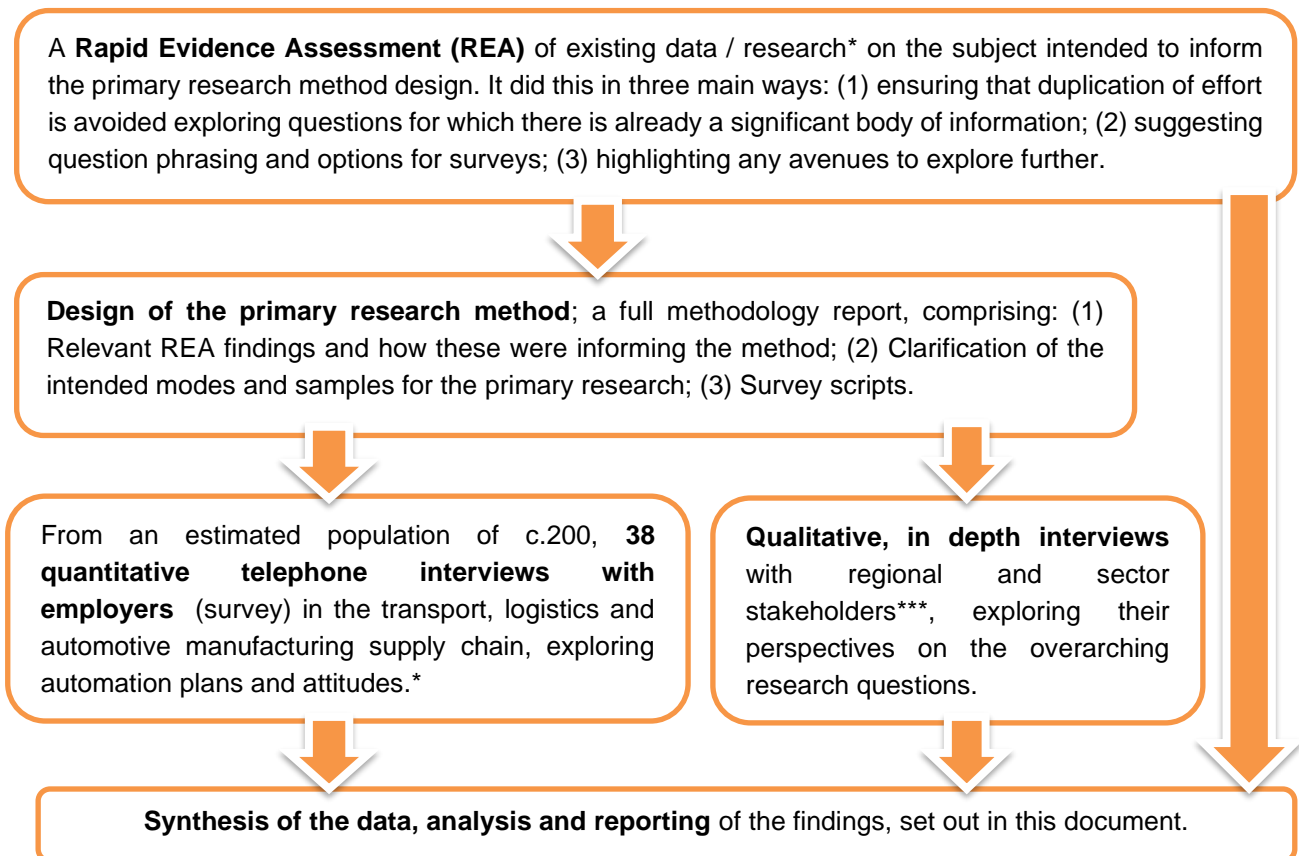 A Rapid Evidence Assessment (REA) of existing data / research* on the subject intended to inform
the primary research method design. It did this in three main ways: (1) ensuring that duplication of effort
is avoided exploring questions for which there is already a significant body of information; (2) suggesting
question phrasing and options for surveys; (3) highlighting any avenues to explore further.
Design of the primary research method; a full methodology report, comprising: (1)
Relevant REA findings and how these were informing the method; (2) Clarification of the
intended modes and samples for the primary research; (3) Survey scripts.
From an estimated population of c.200, 38
quantitative telephone interviews with
employers (survey) in the transport, logistics and
automotive manufacturing supply chain, exploring
automation plans and attitudes.*
Qualitative, in depth interviews
with regional and sector
stakeholders***, exploring their
perspectives on the overarching
research questions.
Synthesis of the data, analysis and reporting of the findings, set out in this document.